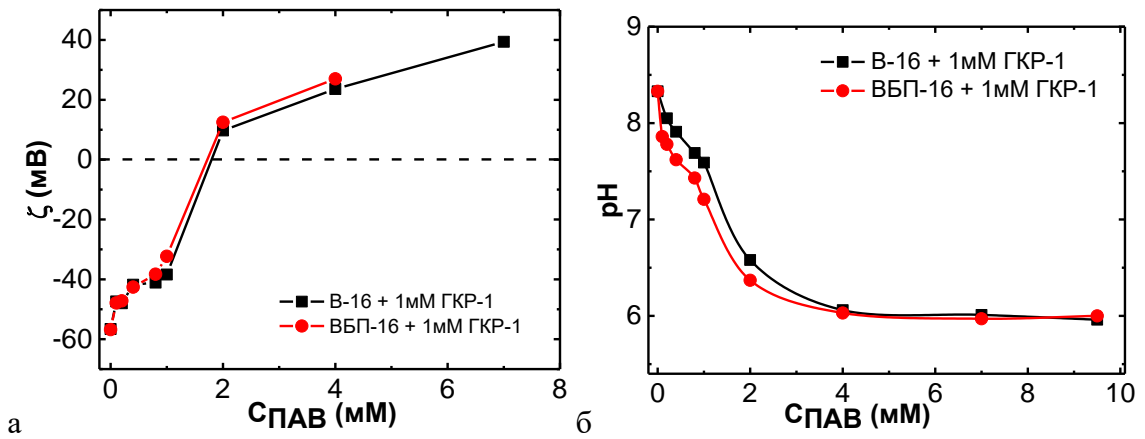 40
20
0
-20
-40
-60
ζ (мВ)
В-16 + 1мМ ГКР-1
ВБП-16 + 1мМ ГКР-1
0 2 4 6 8
СПАВ (мМ)
а
9
8
7
6
pH
В-16 + 1мМ ГКР-1
ВБП-16 + 1мМ ГКР-1
0 2 4 6 8 10
СПАВ (мМ)
б